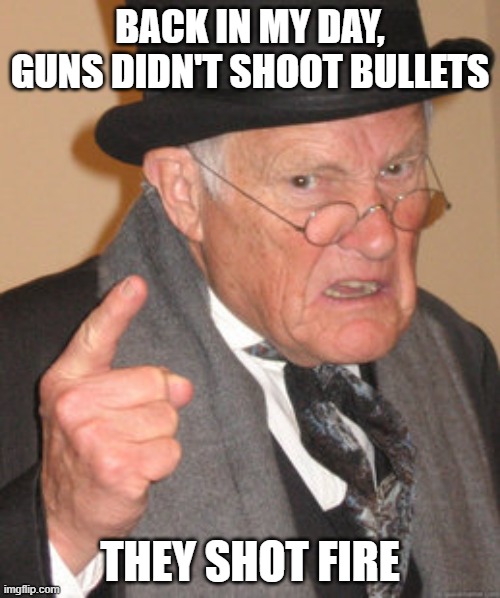 BACK IN MY DAY,
GUNS DIDN'T SHOOT BULLETS
THEY SHOT FIRE
imgflip.com